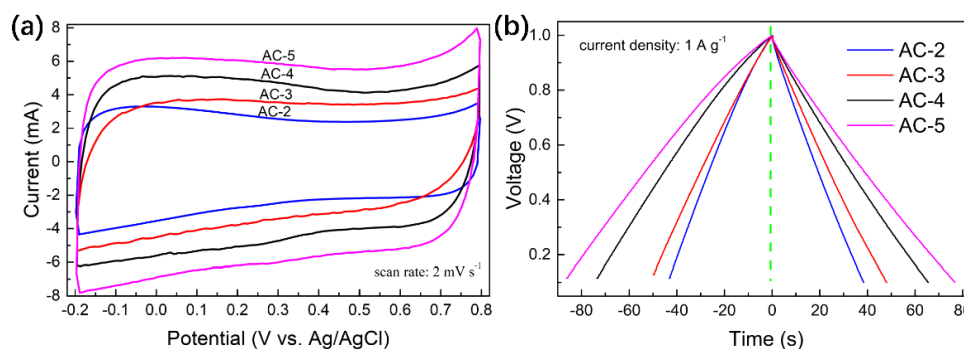 (a)
8
6
4
2
0
-2
-4
-6
-8
Current (mA)
AC-5
AC-4
AC-3
AC-2
scan rate: 2 mV s⁻¹
-0.2 -0.1 0.0 0.1 0.2 0.3 0.4 0.5 0.6 0.7 0.8
Potential (V vs. Ag/AgCl)
(b)
1.0
0.8
0.6
0.4
0.2
Voltage (V)
current density: 1 A g⁻¹
AC-2
AC-3
AC-4
AC-5
-80 -60 -40 -20 0 20 40 60 80
Time (s)